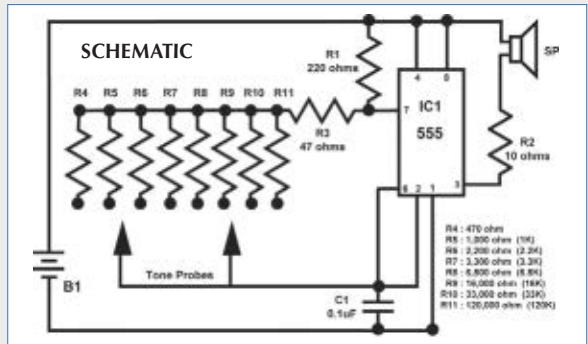 SCHEMATIC
R1
220 ohms
SP
R4 R5 R6 R7 R8 R9 R10 R11
4 8
IC1
555
7
R3
47 ohms
R2
10 ohms
6 2 1 3
B1
Tone Probes
C1
0.1uF
R4 : 470 ohm
R5 : 1,000 ohm (1K)
R6 : 2,200 ohm (2.2K)
R7 : 3,300 ohm (3.3K)
R8 : 6,800 ohm (6.8K)
R9 : 16,000 ohm (16K)
R10 : 33,000 ohm (33K)
R11 : 120,000 ohm (120K)